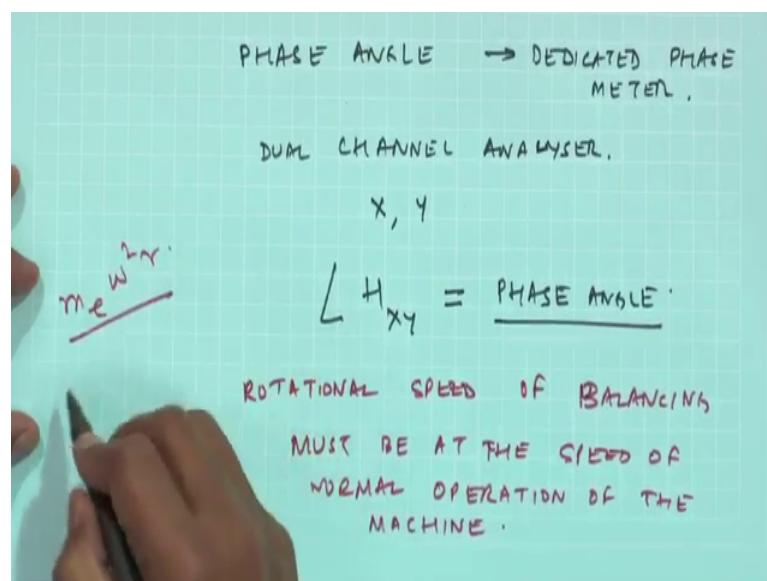 PHASE ANGLE → DEDICATED PHASE
METER.
DUAL CHANNEL ANALYSER.
X, Y
∠ H_XY = PHASE ANGLE.
m_e ω²r.
ROTATIONAL SPEED OF BALANCING
MUST BE AT THE SPEED OF
NORMAL OPERATION OF THE
MACHINE.